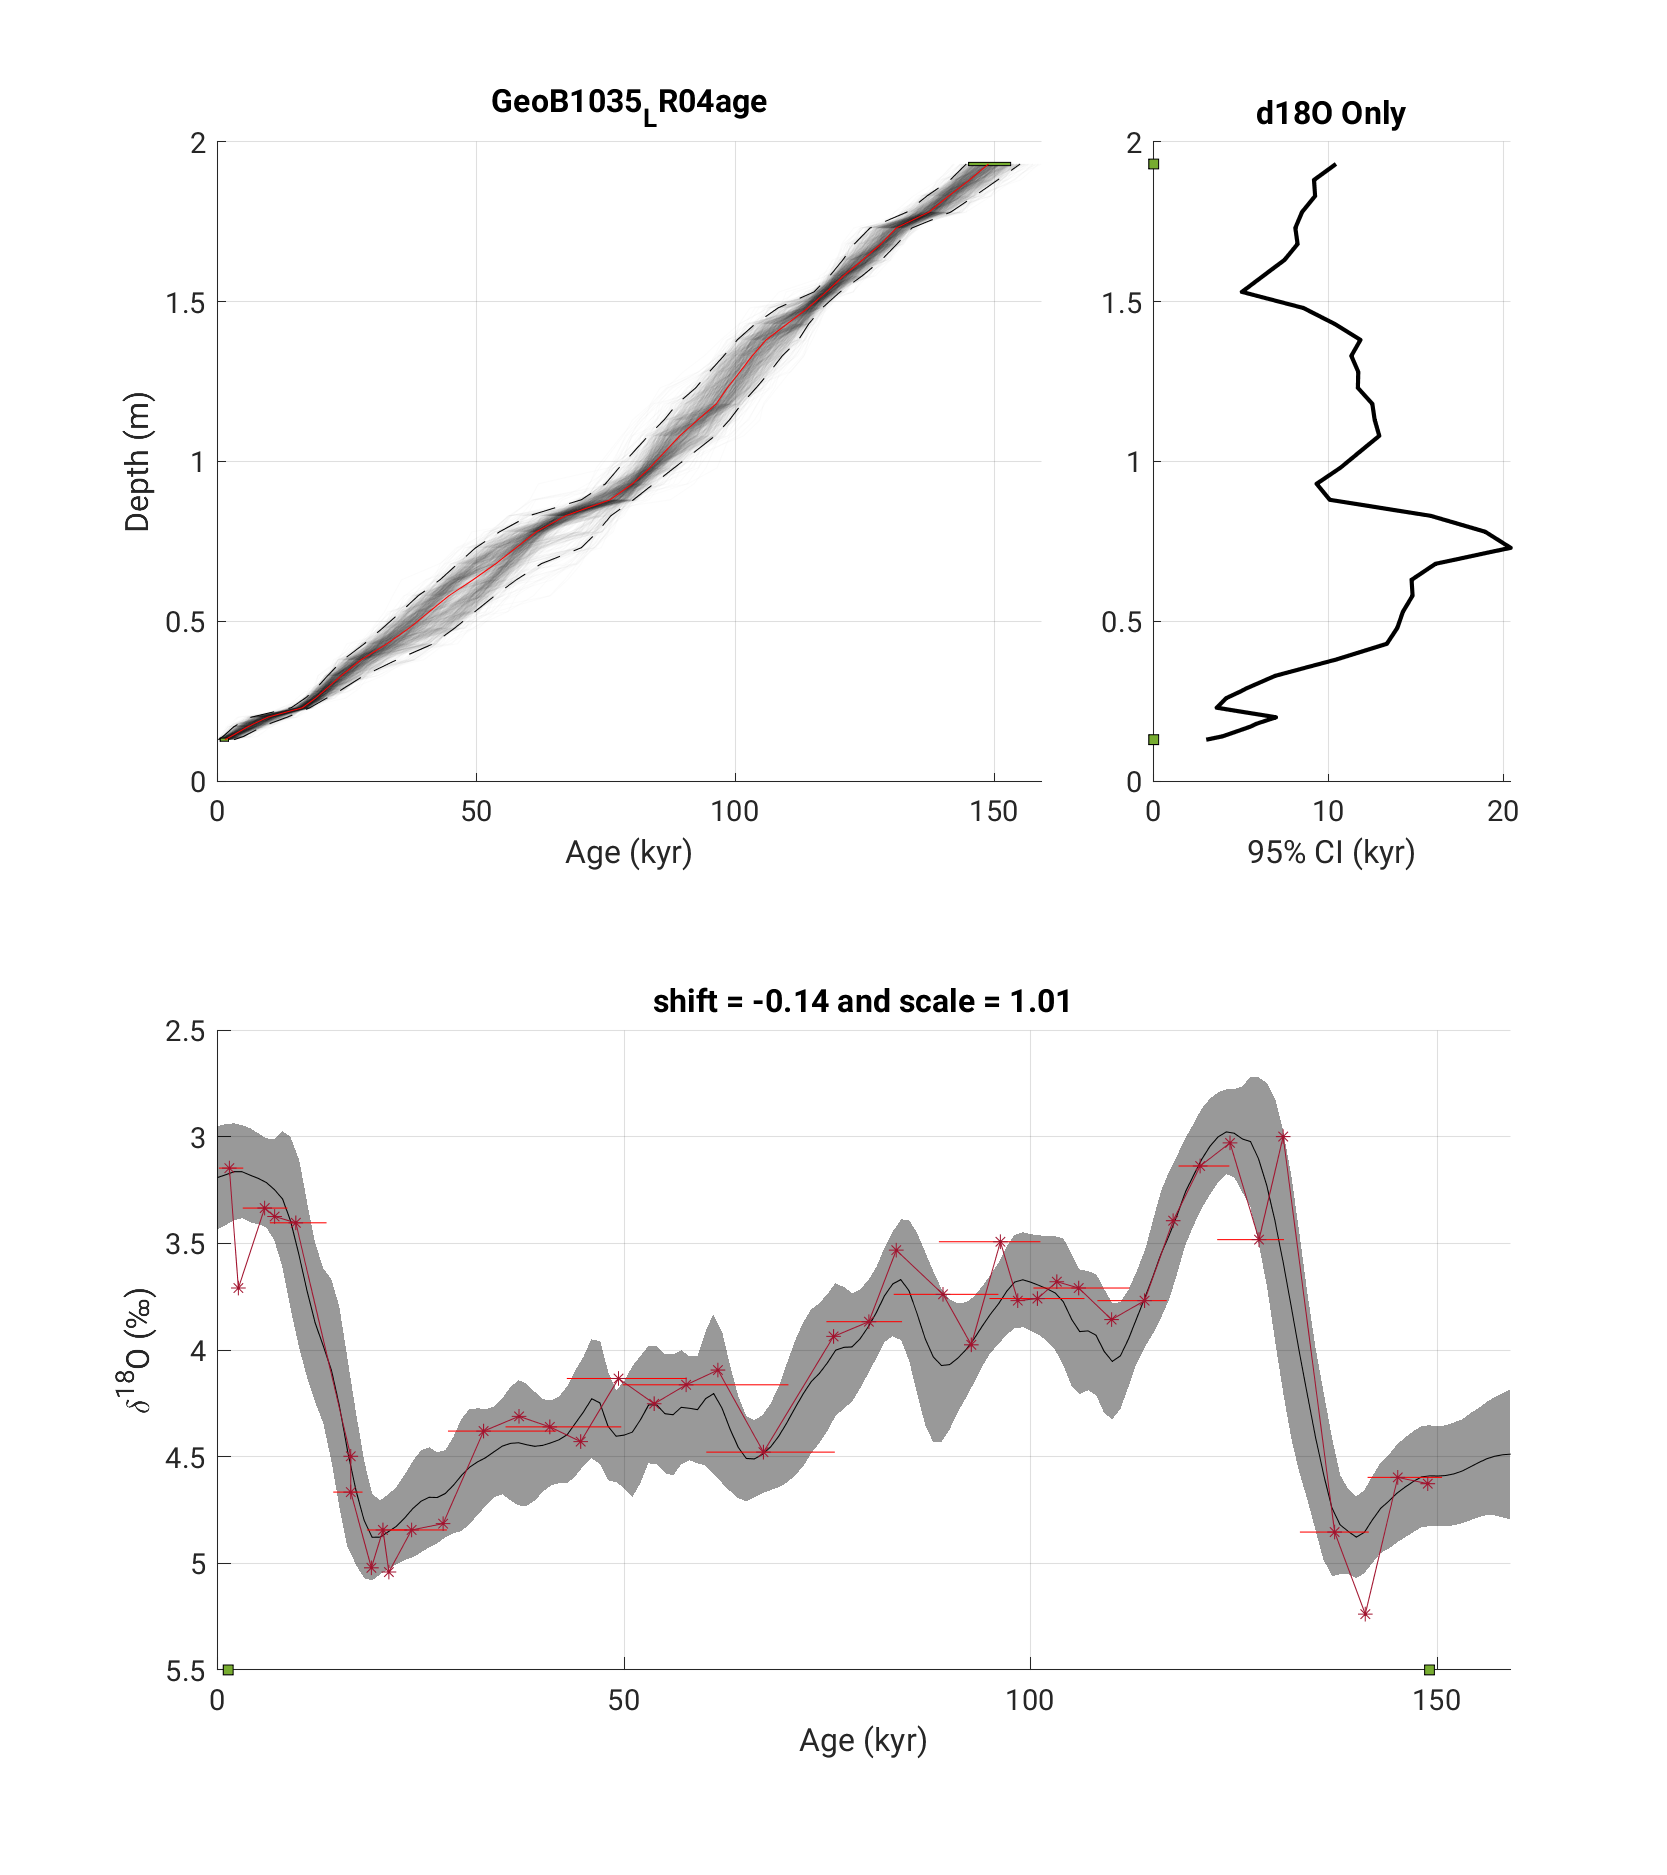 GeoB1035LR04age
2
1.5
1
0.5
0
0 50 100 150
Depth (m)
Age (kyr)
d18O Only
2
1.5
1
0.5
0
0 10 20
95% CI (kyr)
shift = -0.14 and scale = 1.01
2.5
3
3.5
4
4.5
5
5.5
0 50 100 150
δ18O (‰)
Age (kyr)